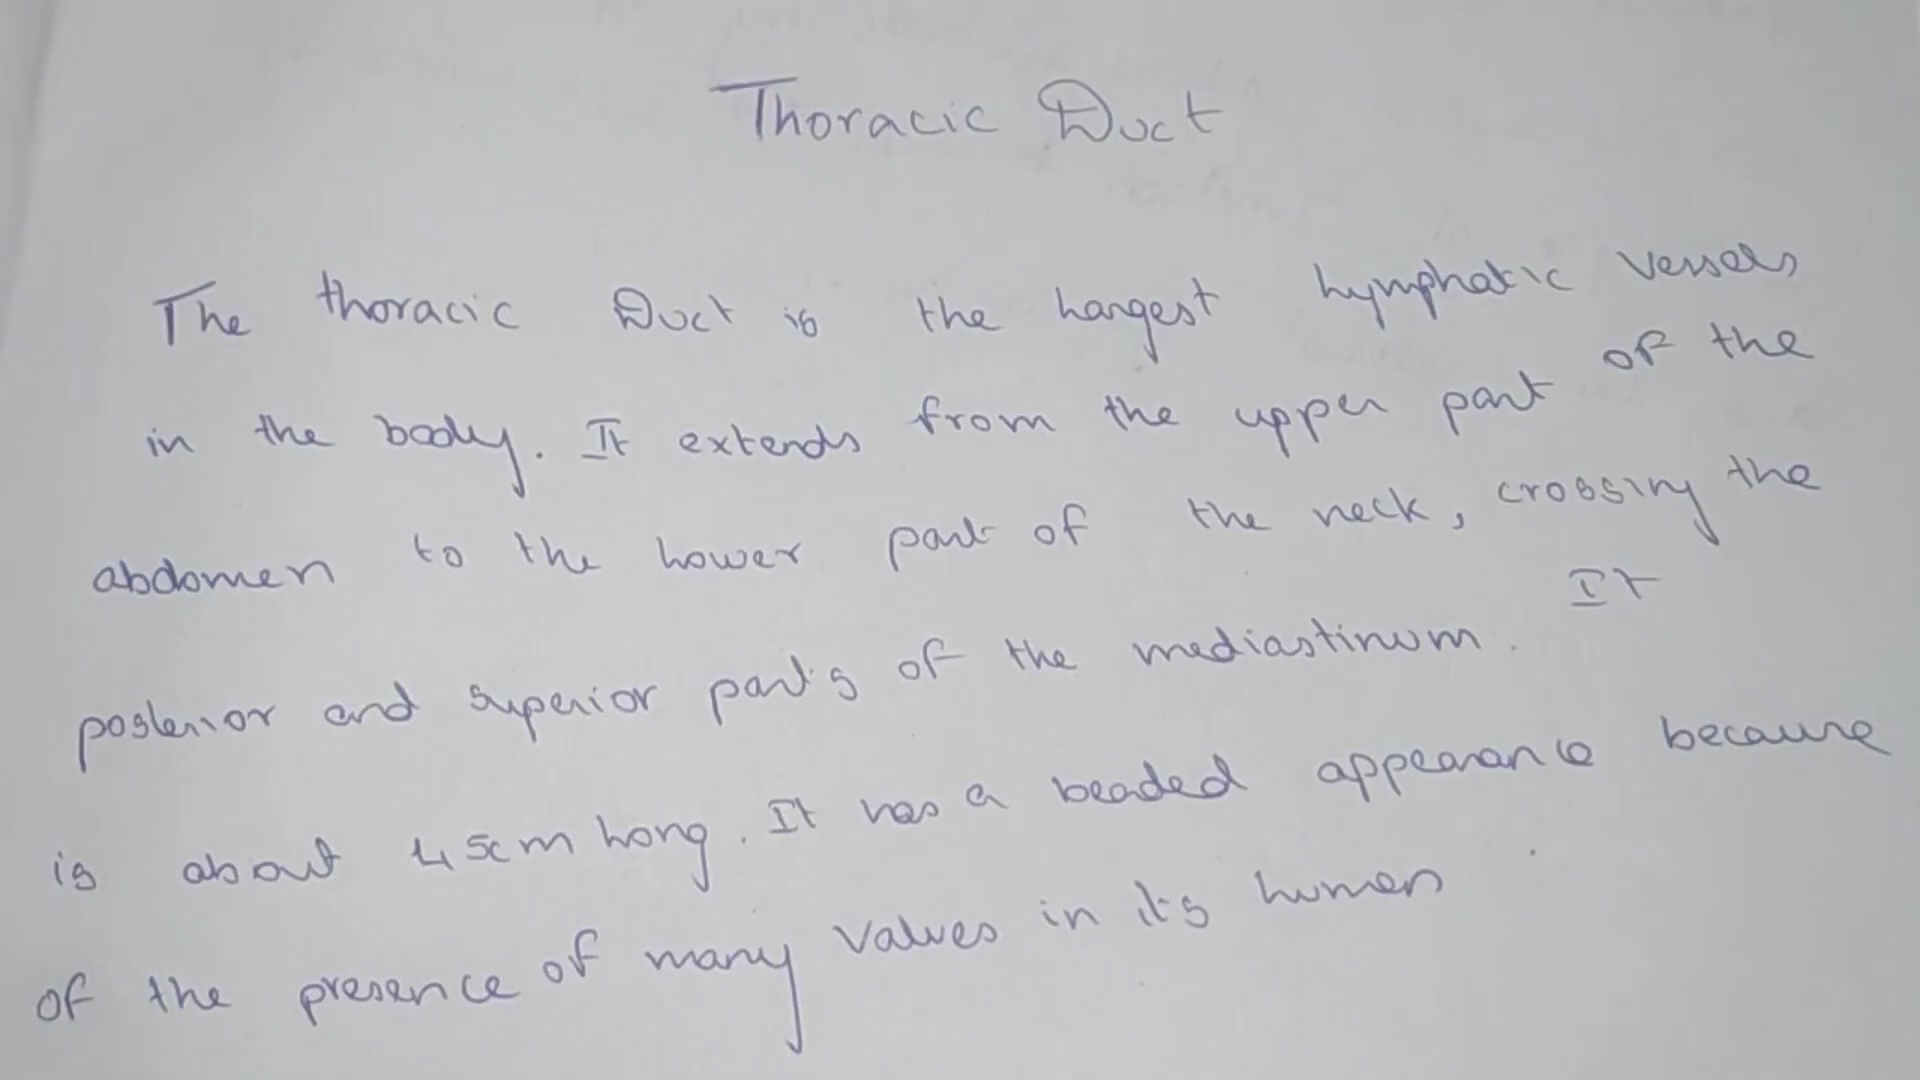 Thoracic Duct
The thoracic Duct is the largest lymphatic vessels
in the body. It extends from the upper part of the
abdomen to the lower part of the neck, crossing the
posterior and superior parts of the mediastinum. It
is about 45cm long. It has a beaded appearance because
of the presence of many valves in its lumen